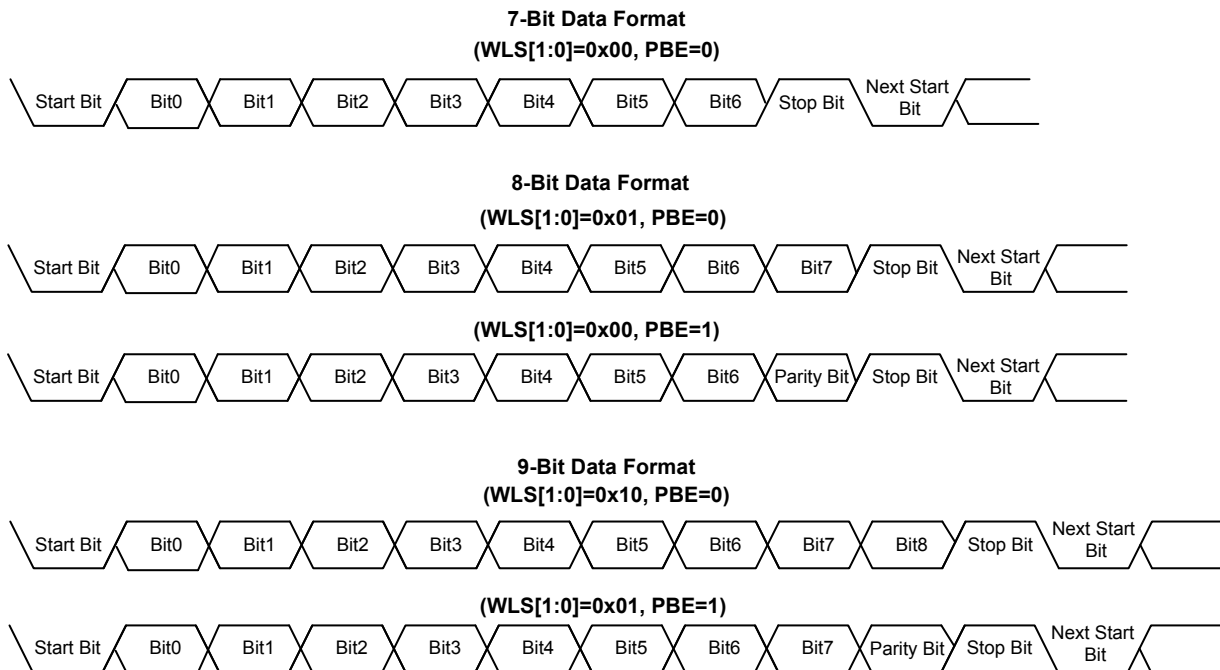 7-Bit Data Format
(WLS[1:0]=0x00, PBE=0)
Start Bit Bit0 Bit1 Bit2 Bit3 Bit4 Bit5 Bit6 Stop Bit Next Start Bit
8-Bit Data Format
(WLS[1:0]=0x01, PBE=0)
Start Bit Bit0 Bit1 Bit2 Bit3 Bit4 Bit5 Bit6 Bit7 Stop Bit Next Start Bit
(WLS[1:0]=0x00, PBE=1)
Start Bit Bit0 Bit1 Bit2 Bit3 Bit4 Bit5 Bit6 Parity Bit Stop Bit Next Start Bit
9-Bit Data Format
(WLS[1:0]=0x10, PBE=0)
Start Bit Bit0 Bit1 Bit2 Bit3 Bit4 Bit5 Bit6 Bit7 Bit8 Stop Bit Next Start Bit
(WLS[1:0]=0x01, PBE=1)
Start Bit Bit0 Bit1 Bit2 Bit3 Bit4 Bit5 Bit6 Bit7 Parity Bit Stop Bit Next Start Bit